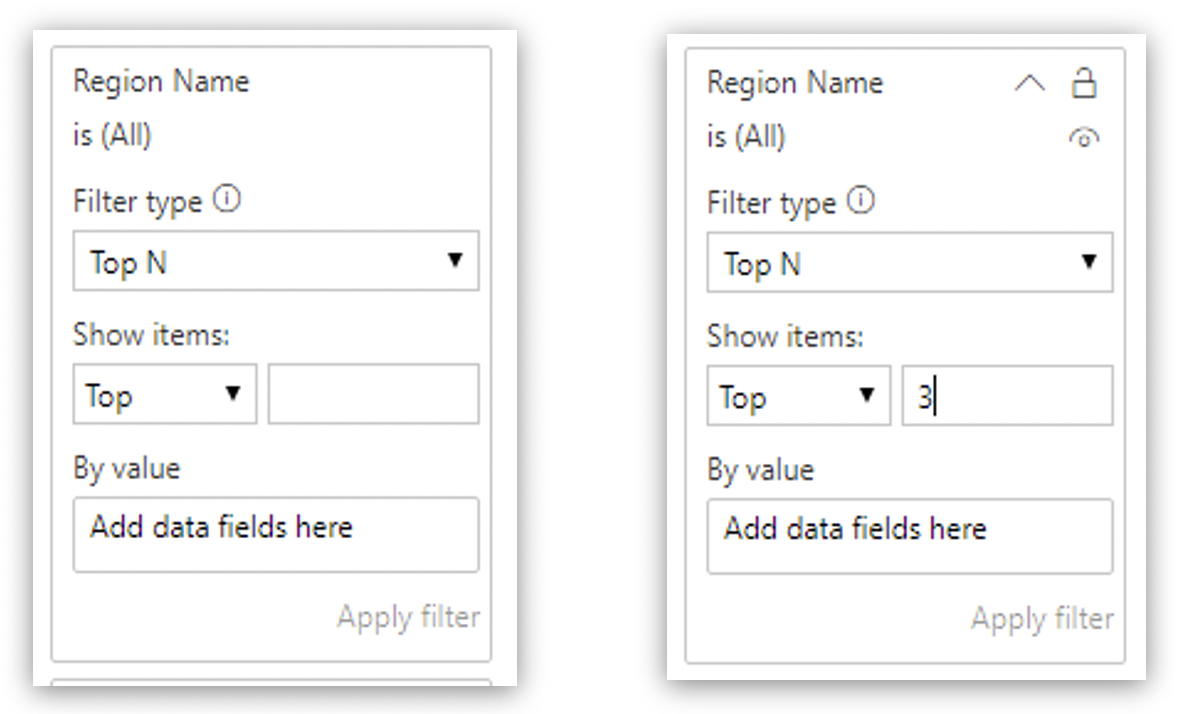 Region Name
is (All)
Filter type
Top N
Show items:
Top
By value
Add data fields here
Apply filter
Region Name
is (All)
Filter type
Top N
Show items:
Top 3
By value
Add data fields here
Apply filter